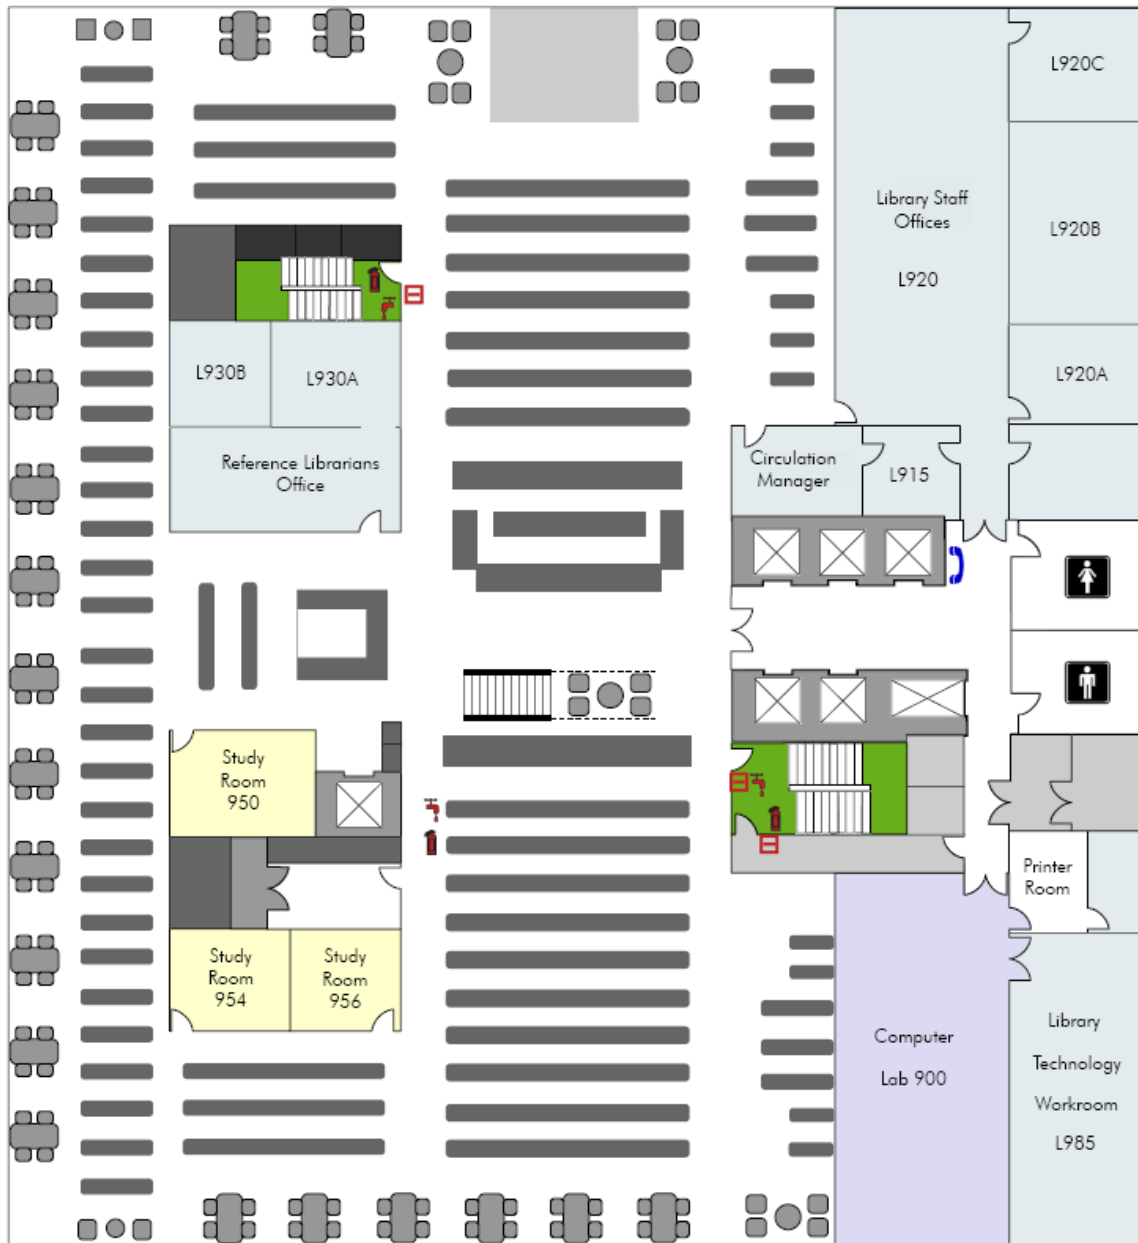 L920C
Library Staff
Offices
L920
L920B
L920A
L930B
L930A
Reference Librarians
Office
Circulation
Manager
L915
Study
Room
950
Study
Room
954
Study
Room
956
Printer
Room
Computer
Lab 900
Library
Technology
Workroom
L985